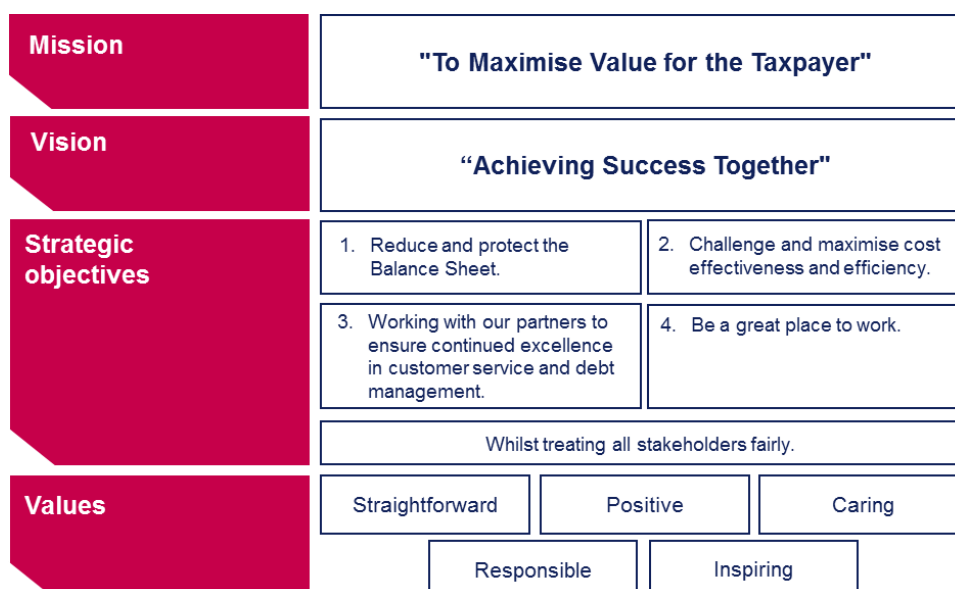 Mission
"To Maximise Value for the Taxpayer"
Vision
“Achieving Success Together"
Strategic
objectives
1. Reduce and protect the
Balance Sheet.
2. Challenge and maximise cost
effectiveness and efficiency.
3. Working with our partners to
ensure continued excellence
in customer service and debt
management.
4. Be a great place to work.
Whilst treating all stakeholders fairly.
Values
Straightforward
Positive
Caring
Responsible
Inspiring